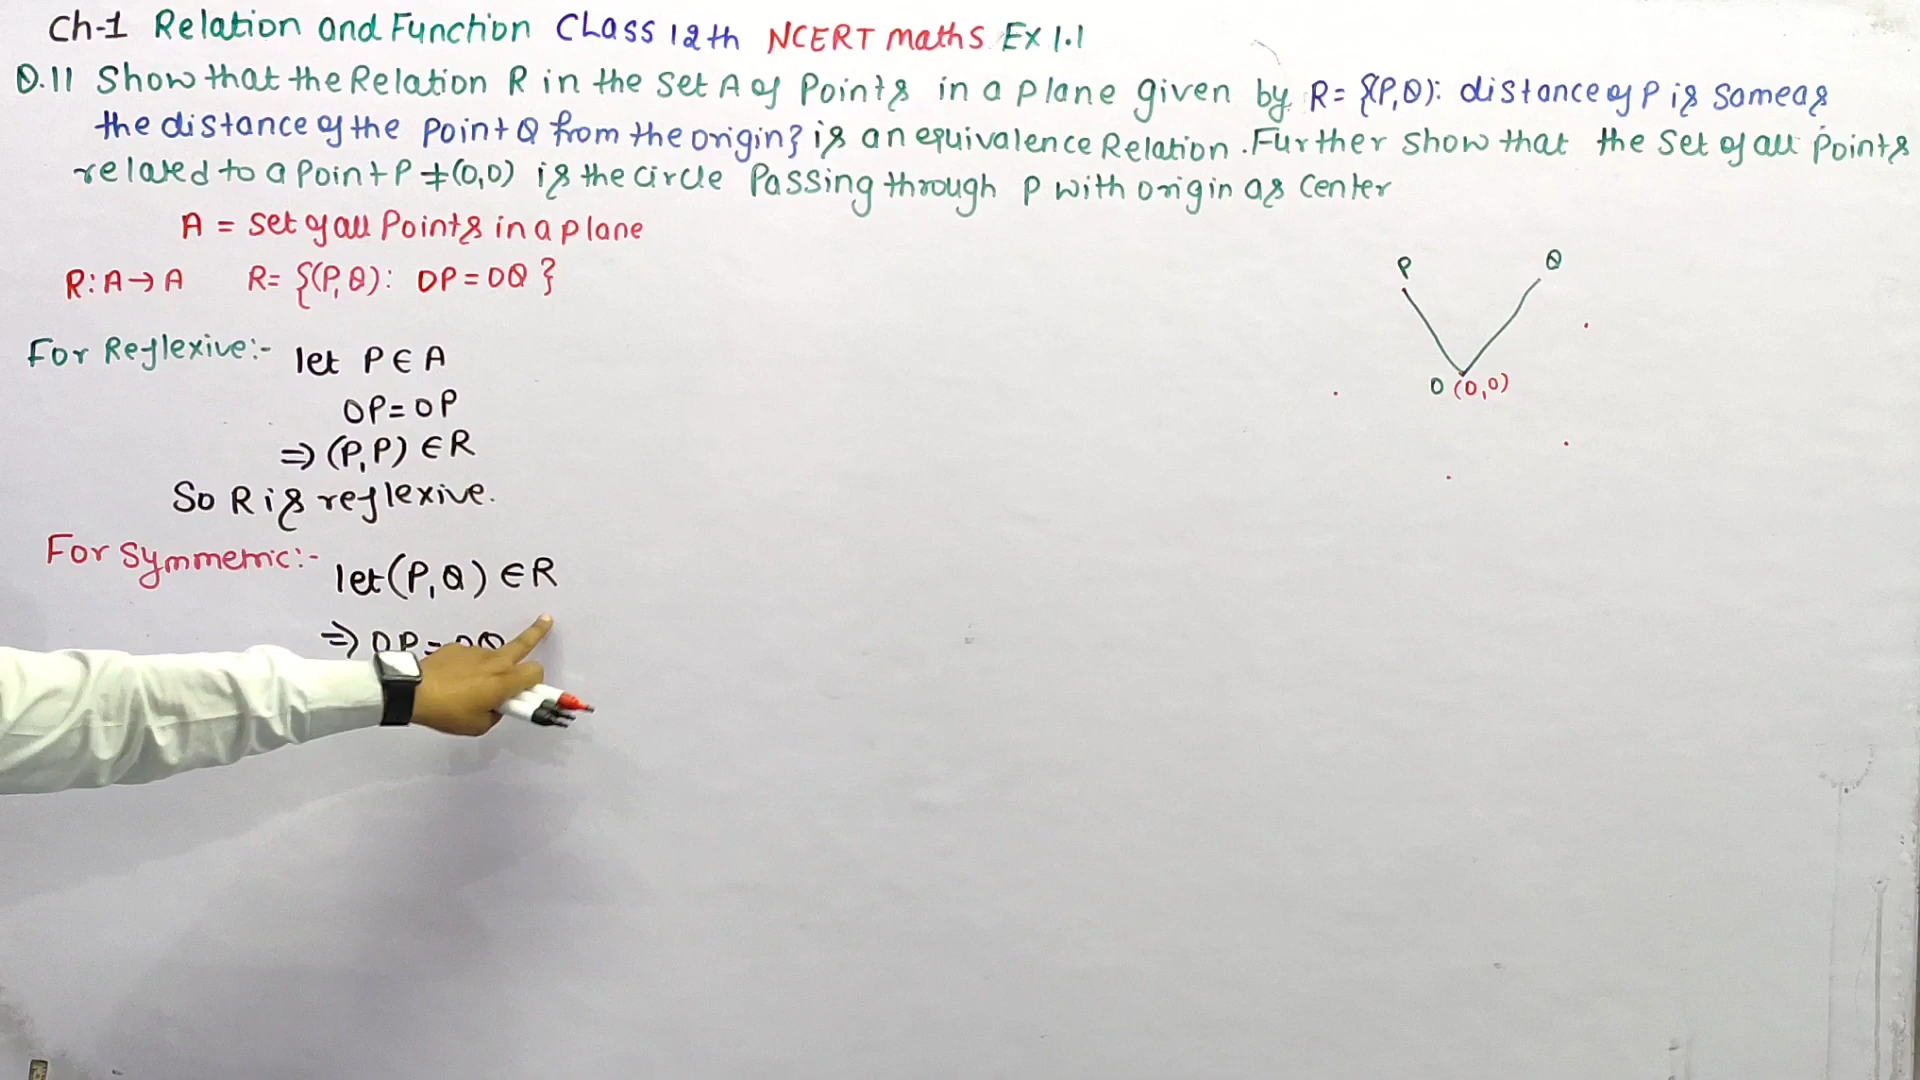 Ch-1 Relation and Function Class 12th NCERT maths Ex 1.1
Q.11 Show that the Relation R in the set A of Points in a plane given by R= {(P,Q): distance of P is same as
the distance of the point Q from the origin} is an equivalence Relation. Further show that the set of all Points
related to a point P ≠ (0,0) is the circle Passing through P with origin as center
A = set of all Points in a plane
R: A→A R= {(P,Q): OP=OQ}
P Q
O (0,0)
For Reflexive:- let P∈A
OP=OP
⇒ (P,P) ∈R
So R is reflexive.
For Symmetric:- let (P,Q) ∈R
⇒ OP=OQ